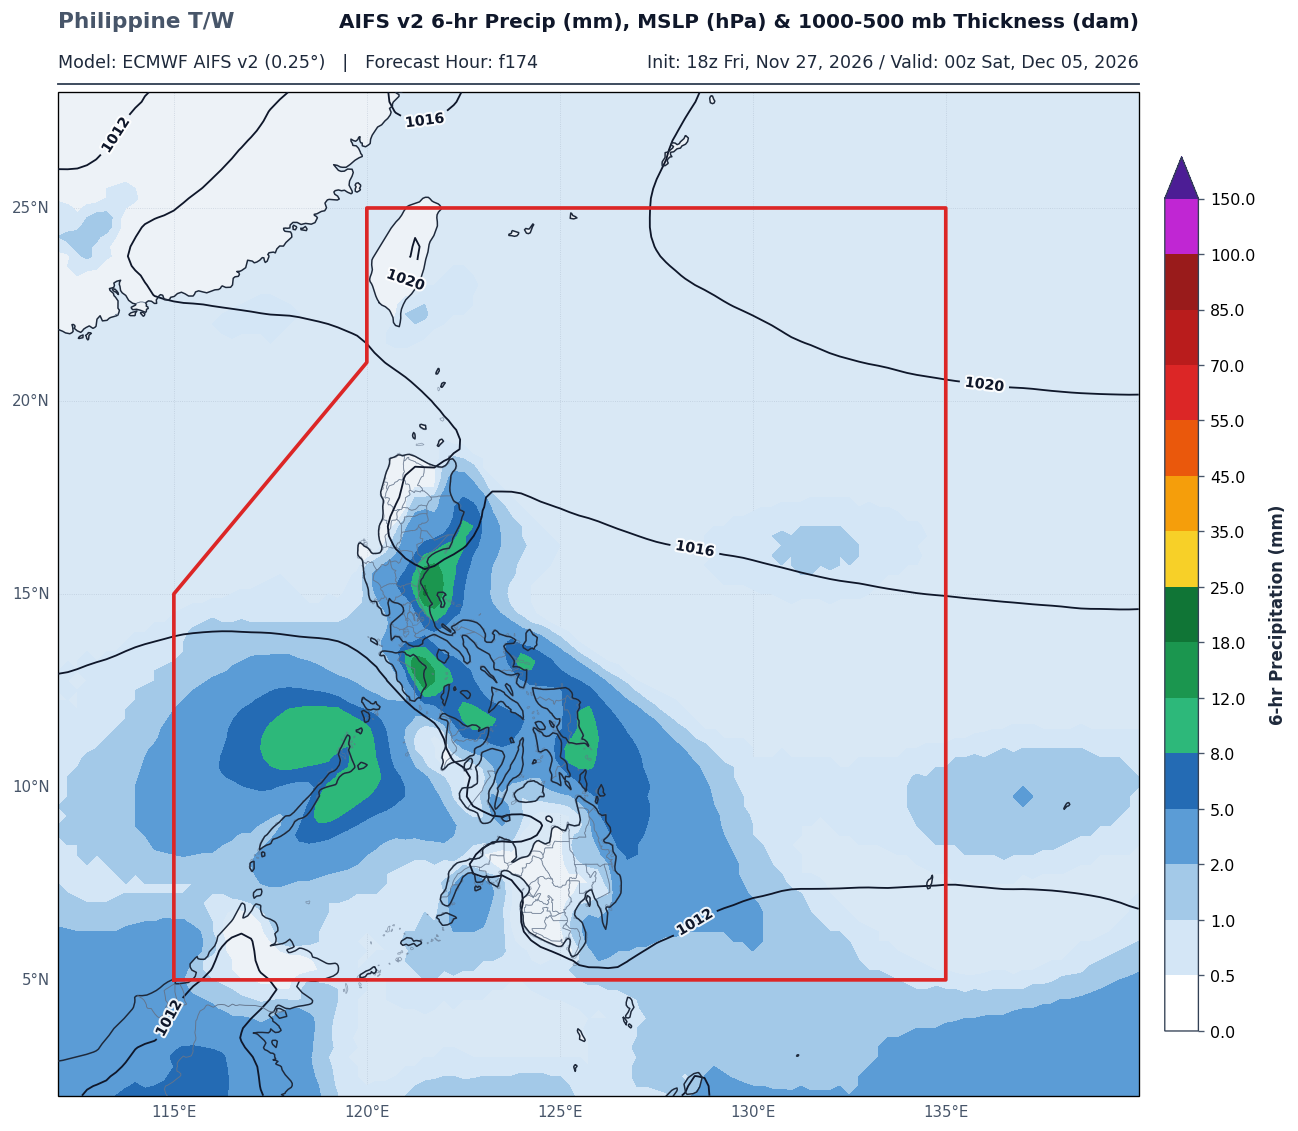 Philippine T/W
AIFS v2 6-hr Precip (mm), MSLP (hPa) & 1000-500 mb Thickness (dam)
Model: ECMWF AIFS v2 (0.25°) | Forecast Hour: f174
Init: 18z Fri, Nov 27, 2026 / Valid: 00z Sat, Dec 05, 2026
1012
1016
1020
1020
1016
1012
1012
25°N
20°N
15°N
10°N
5°N
115°E
120°E
125°E
130°E
135°E
150.0
100.0
85.0
70.0
55.0
45.0
35.0
25.0
18.0
12.0
8.0
5.0
2.0
1.0
0.5
0.0
6-hr Precipitation (mm)